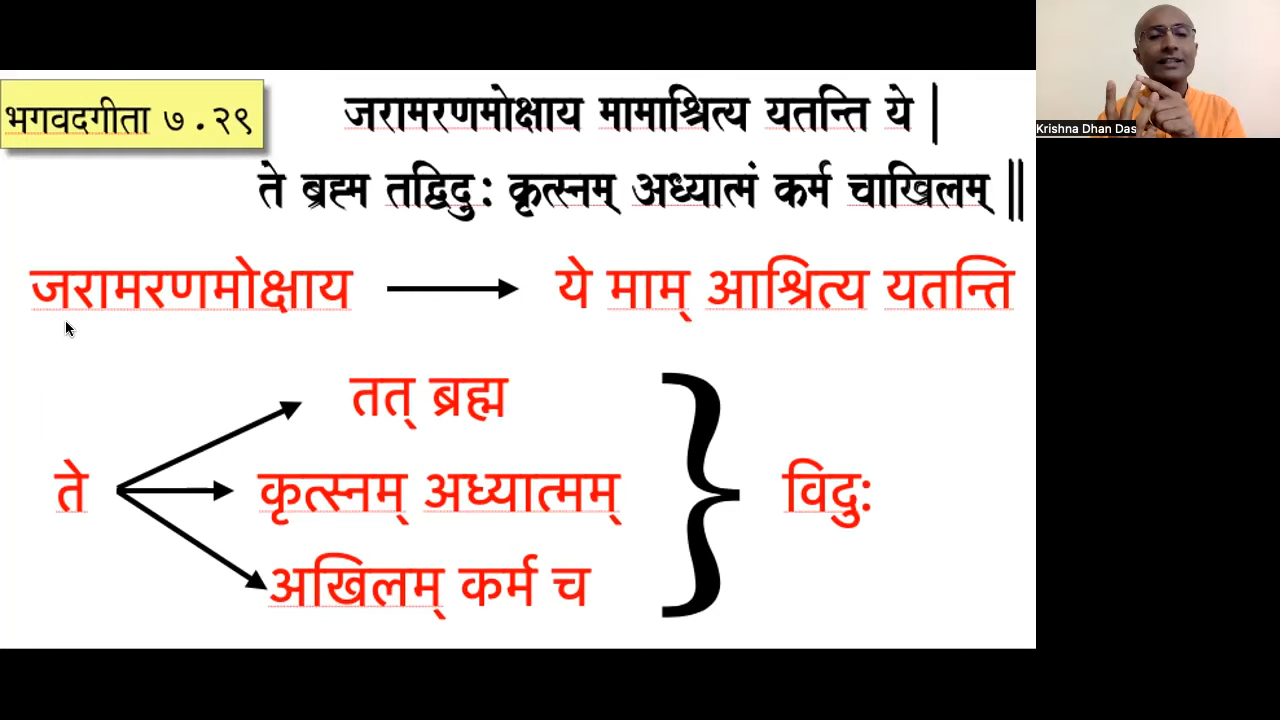 भगवदगीता ७.२९
जरामरणमोक्षाय मामाश्रित्य यतन्ति ये |
ते ब्रह्म तद्विदुः कृत्स्नम् अध्यात्मं कर्म चाखिलम् ||
जरामरणमोक्षाय ये माम् आश्रित्य यतन्ति
तत् ब्रह्म
ते कृत्स्नम् अध्यात्मम् विदुः
अखिलम् कर्म च
Krishna Dhan Das